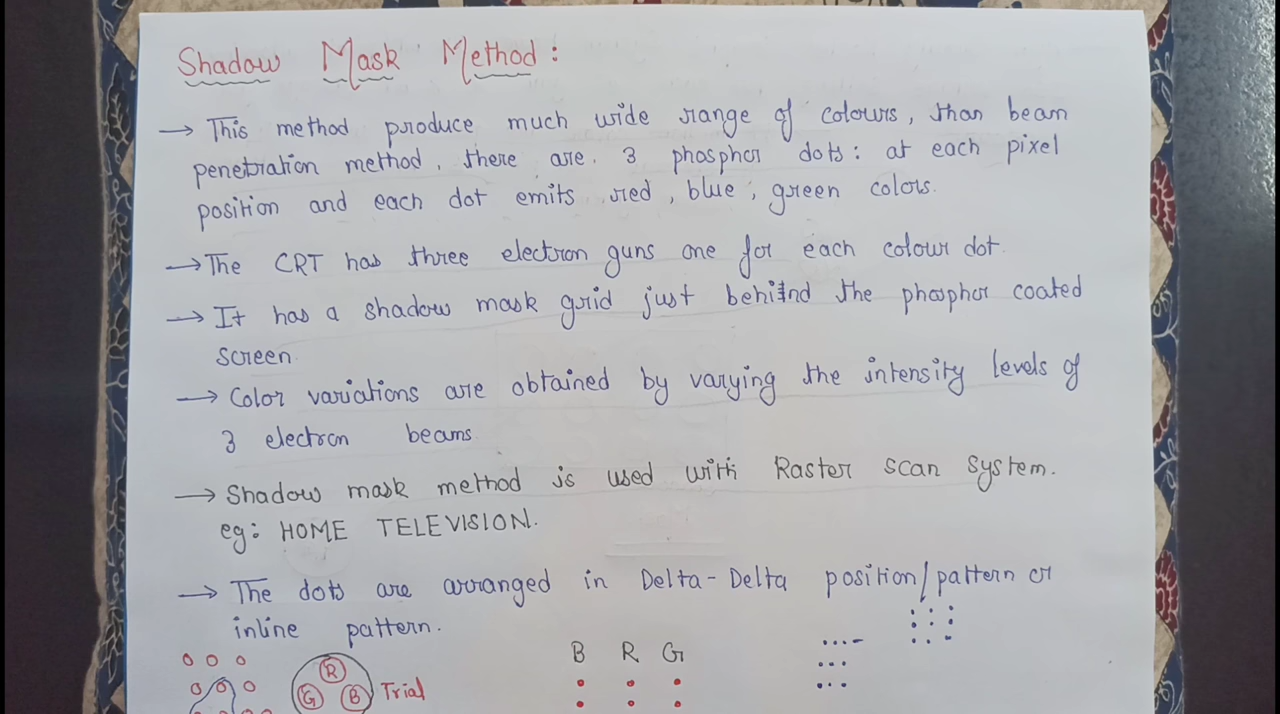 Shadow Mask Method :
→ This method produce much wide range of colours, than beam
penetration method, there are 3 phosphor dots: at each pixel
position and each dot emits red, blue, green colors.
→ The CRT has three electron guns one for each colour dot.
→ It has a shadow mask grid just behind the phosphor coated
screen.
→ Color variations are obtained by varying the intensity levels of
3 electron beams
→ Shadow mask method is used with Raster scan system.
eg: HOME TELEVISION.
→ The dots are arranged in Delta-Delta position/pattern or
inline pattern.
B R G
R
G B Trial